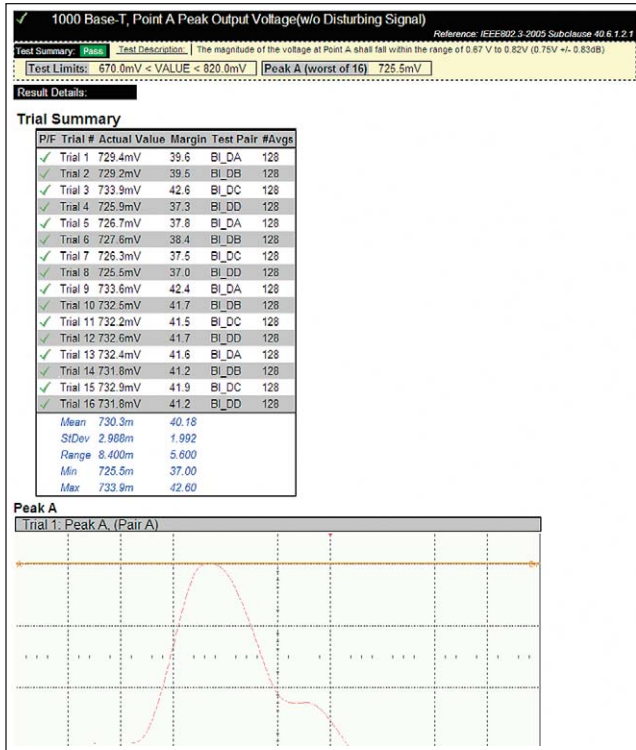 1000 Base-T, Point A Peak Output Voltage(w/o Disturbing Signal)
Reference: IEEE802.3-2005 Subclause 40.6.1.2.1
Test Summary: Pass Test Description: The magnitude of the voltage at Point A shall fall within the range of 0.67 V to 0.82V (0.75V +/- 0.83dB)
Test Limits: 670.0mV < VALUE < 820.0mV Peak A (worst of 16) 725.5mV
Result Details:
Trial Summary
P/F Trial # Actual Value Margin Test Pair #Avgs
Trial 1 729.4mV 39.6 BI_DA 128
Trial 2 729.2mV 39.5 BI_DB 128
Trial 3 733.9mV 42.6 BI_DC 128
Trial 4 725.9mV 37.3 BI_DD 128
Trial 5 726.7mV 37.8 BI_DA 128
Trial 6 727.6mV 38.4 BI_DB 128
Trial 7 726.3mV 37.5 BI_DC 128
Trial 8 725.5mV 37.0 BI_DD 128
Trial 9 733.6mV 42.4 BI_DA 128
Trial 10 732.5mV 41.7 BI_DB 128
Trial 11 732.2mV 41.5 BI_DC 128
Trial 12 732.6mV 41.7 BI_DD 128
Trial 13 732.4mV 41.6 BI_DA 128
Trial 14 731.8mV 41.2 BI_DB 128
Trial 15 732.9mV 41.9 BI_DC 128
Trial 16 731.8mV 41.2 BI_DD 128
Mean 730.3m 40.18
StDev 2.988m 1.992
Range 8.400m 5.600
Min 725.5m 37.00
Max 733.9m 42.60
Peak A
Trial 1: Peak A, (Pair A)